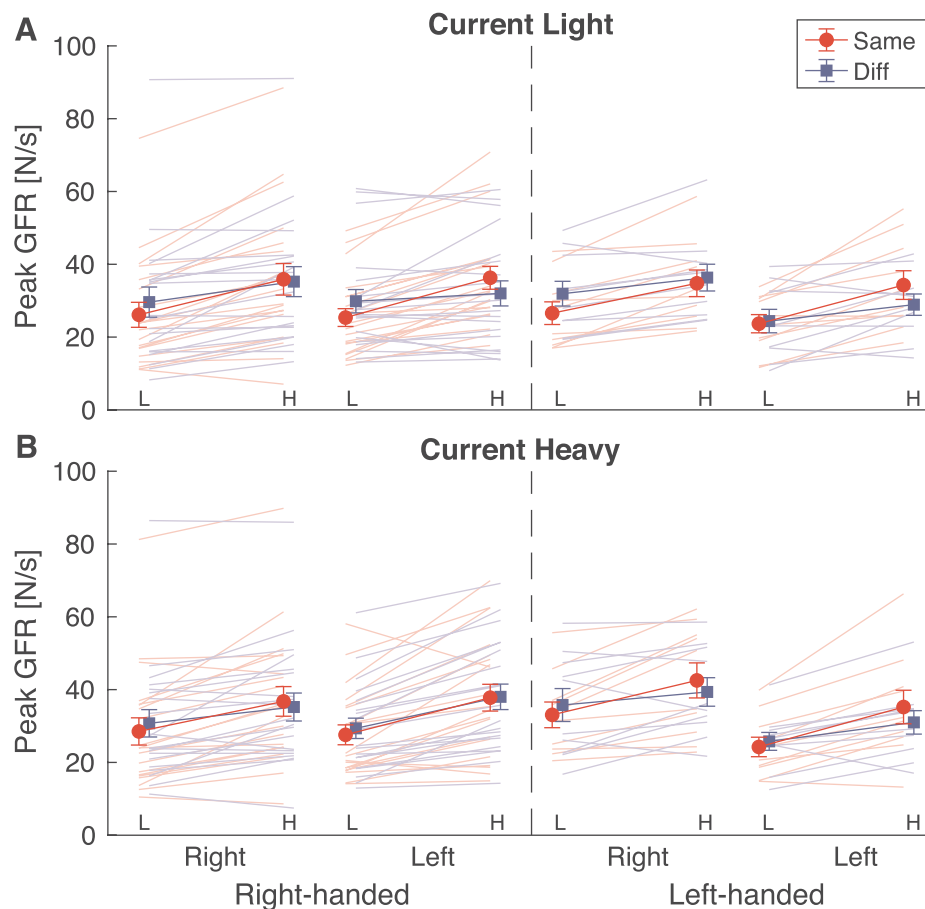 A
Current Light
Same
Diff
Peak GFR [N/s]
100
80
60
40
20
0
L H L H L H L H
B
Current Heavy
Peak GFR [N/s]
100
80
60
40
20
0
L H L H L H L H
Right Left Right Left
Right-handed Left-handed